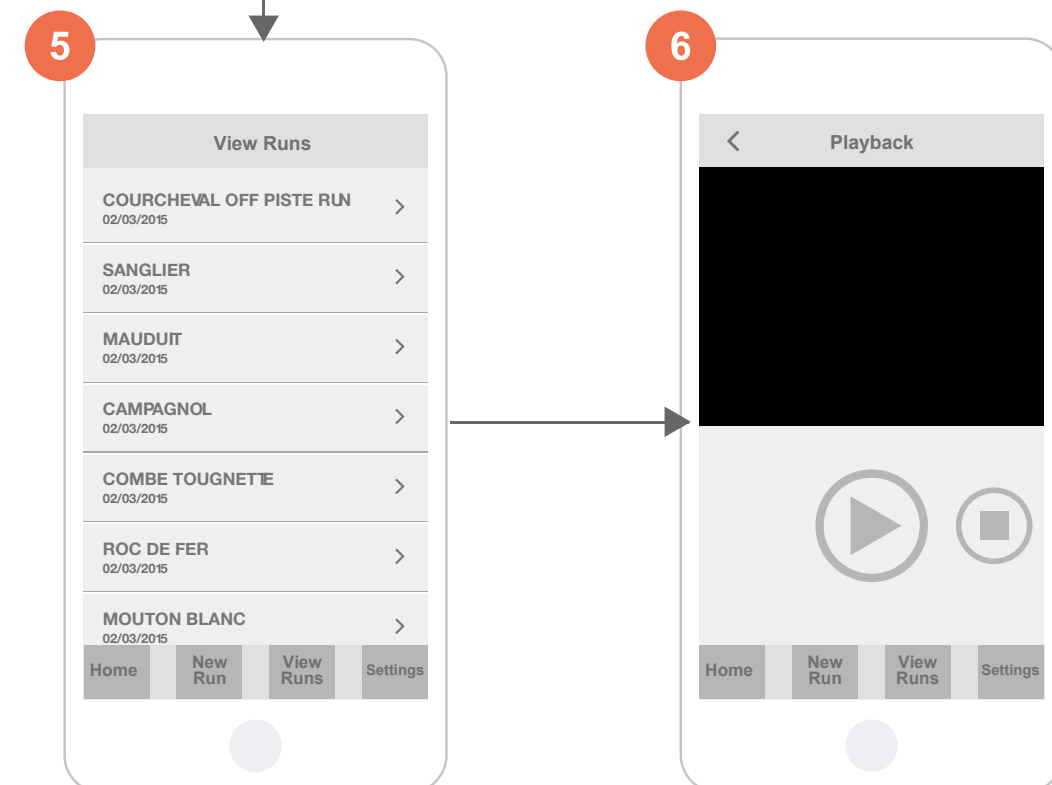 5
View Runs
COURCHEVAL OFF PISTE RUN
02/03/2015
SANGLIER
02/03/2015
MAUDUIT
02/03/2015
CAMPAGNOL
02/03/2015
COMBE TOUGNETTE
02/03/2015
ROC DE FER
02/03/2015
MOUTON BLANC
02/03/2015
Home
New
Run
View
Runs
Settings
6
Playback
Home
New
Run
View
Runs
Settings